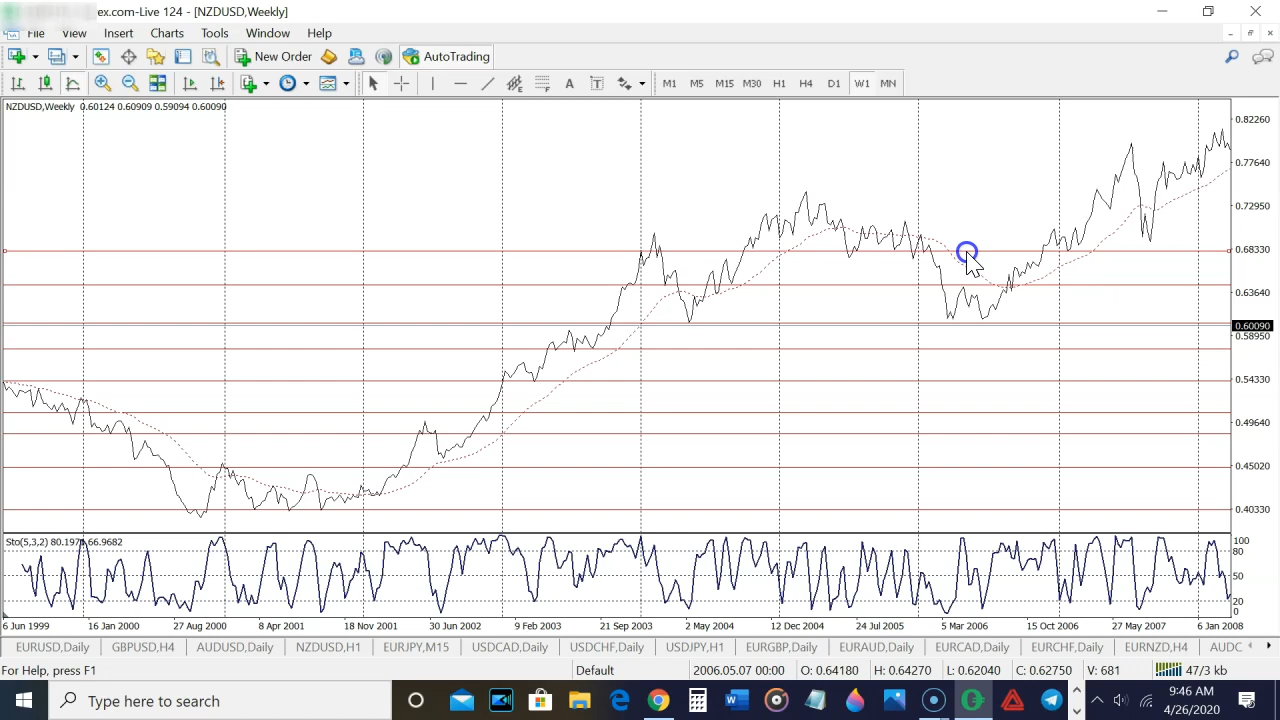 ex.com-Live 124 - [NZDUSD,Weekly]
File View Insert Charts Tools Window Help
New Order AutoTrading
A T M1 M5 M15 M30 H1 H4 D1 W1 MN
NZDUSD,Weekly 0.60124 0.60909 0.59094 0.60090
0.82260
0.77640
0.72950
0.68330
0.63640
0.60090
0.58950
0.54330
0.49640
0.45020
0.40330
Sto(5,3,2) 80.1971 66.9682
100
80
50
20
0
6 Jun 1999 16 Jan 2000 27 Aug 2000 8 Apr 2001 18 Nov 2001 30 Jun 2002 9 Feb 2003 21 Sep 2003 2 May 2004 12 Dec 2004 24 Jul 2005 5 Mar 2006 15 Oct 2006 27 May 2007 6 Jan 2008
EURUSD,Daily GBPUSD,H4 AUDUSD,Daily NZDUSD,H1 EURJPY,M15 USDCAD,Daily USDCHF,Daily USDJPY,H1 EURGBP,Daily EURAUD,Daily EURCAD,Daily EURCHF,Daily EURNZD,H4 AUDC
For Help, press F1 Default 2006.05.07 00:00 O: 0.64180 H: 0.64270 L: 0.62040 C: 0.62750 V: 681 47/3 kb
Type here to search 9:46 AM
4/26/2020